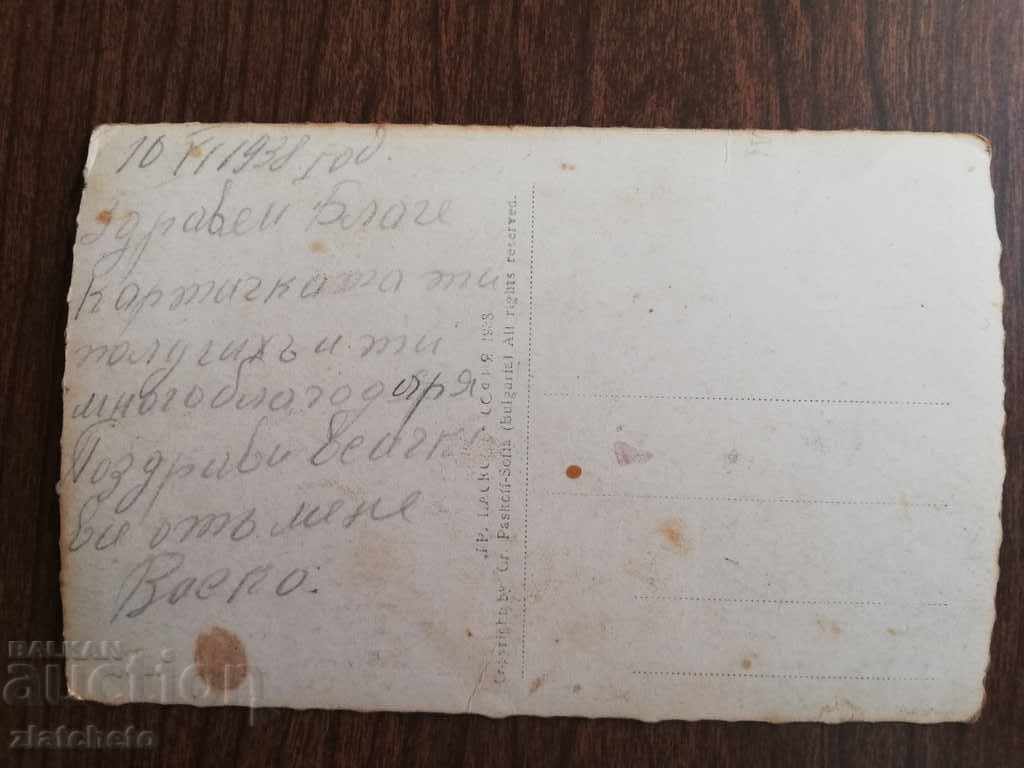 10 VI 1938 год.
Здравей Благе
Картичката ти
получихъ и ти
многоблагодаря
Поздрави всички
ви отъ мене
Васко.
ГР. ПАСКОВЪ СОФИЯ 1938
Copyright by Gr. Paskoff-Sofia (Bulgaria) All rights reserved.
BALKAN
auction
zlatcheto